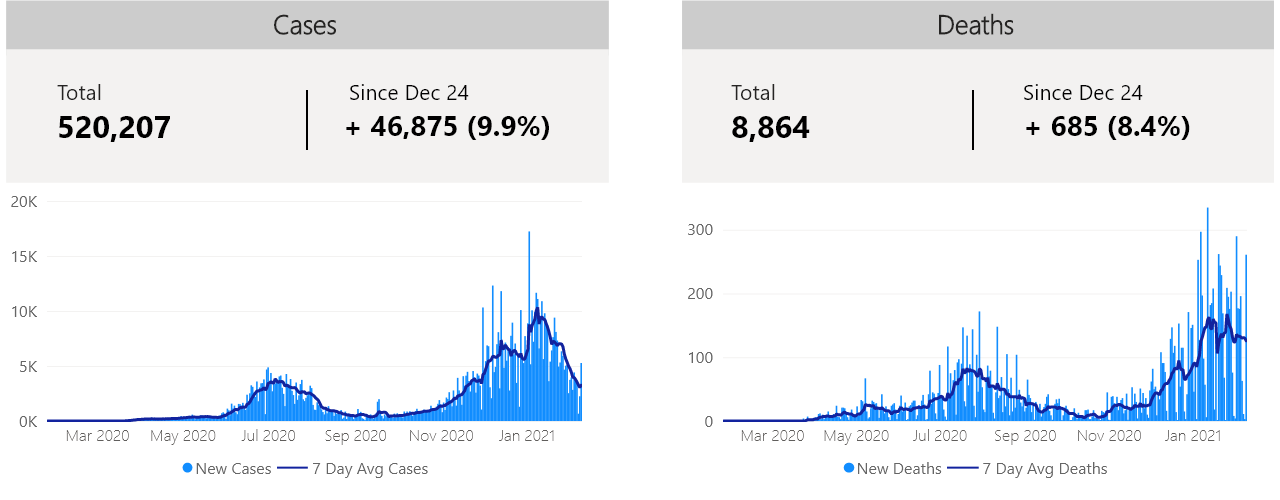 Cases
Total
Since Dec 24
520,207
+ 46,875 (9.9%)
20K
15K
10K
5K
0K
Mar 2020 May 2020 Jul 2020 Sep 2020 Nov 2020 Jan 2021
New Cases 7 Day Avg Cases
Deaths
Total
Since Dec 24
8,864
+ 685 (8.4%)
300
200
100
0
Mar 2020 May 2020 Jul 2020 Sep 2020 Nov 2020 Jan 2021
New Deaths 7 Day Avg Deaths